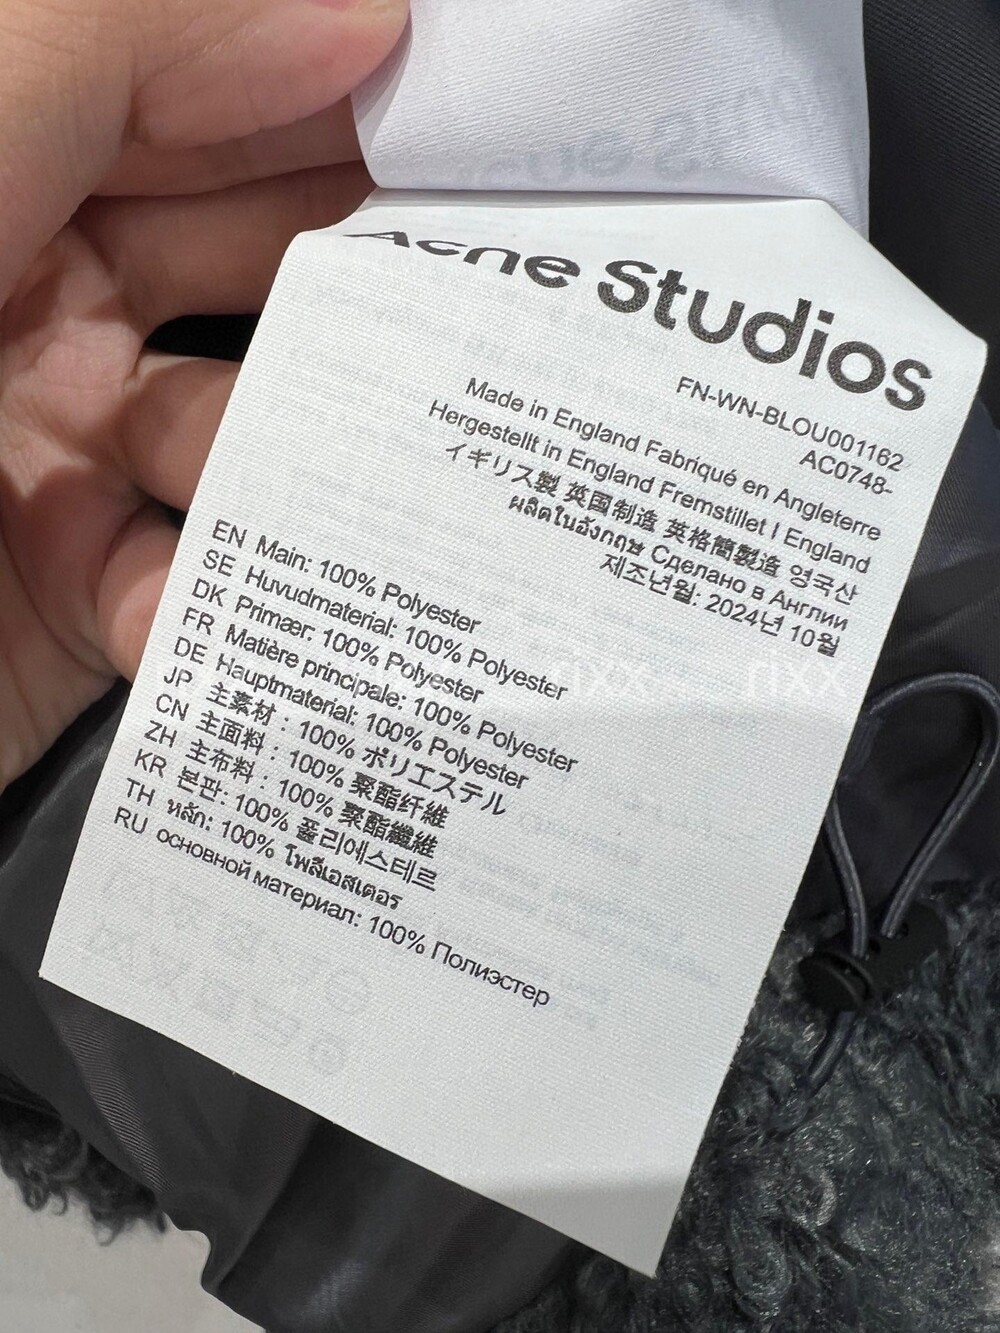 Acne Studios
FN-WN-BLOU001162
AC0748-
Made in England Fabriqué en Angleterre
Hergestellt in England Fremstillet I England
イギリス製 英国制造 英格簡製造 영국산
ผลิตในอังกฤษ Сделано в Англии
제조년월: 2024년 10월
EN Main: 100% Polyester
SE Huvudmaterial: 100% Polyester
DK Primær: 100% Polyester
FR Matière principale: 100% Polyester
DE Hauptmaterial: 100% Polyester
JP 主素材 : 100% ポリエステル
CN 主面料 : 100% 聚酯纤維
ZH 主布料 : 100% 聚酯纖維
KR 본판: 100% 폴리에스테르
TH หลัก: 100% โพลีเอสเตอร
RU основной материал: 100% Полиэстер